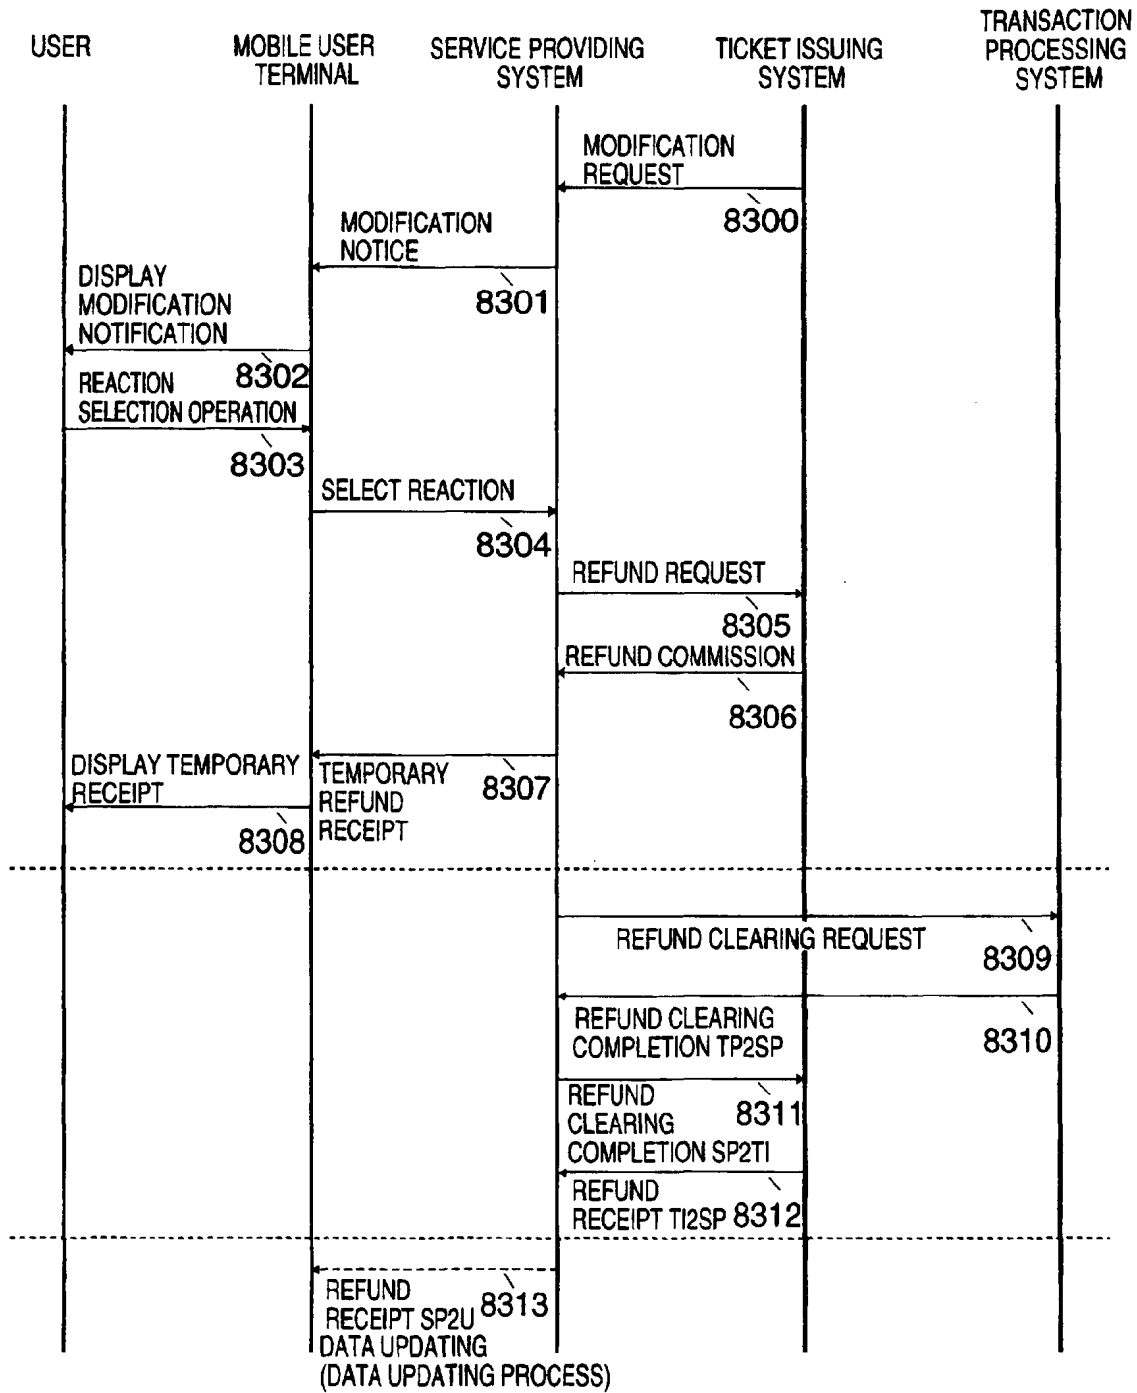 USER
MOBILE USER
TERMINAL
SERVICE PROVIDING
SYSTEM
TICKET ISSUING
SYSTEM
TRANSACTION
PROCESSING
SYSTEM
MODIFICATION
REQUEST
8300
MODIFICATION
NOTICE
8301
DISPLAY
MODIFICATION
NOTIFICATION
8302
REACTION
SELECTION OPERATION
8303
SELECT REACTION
8304
REFUND REQUEST
8305
REFUND COMMISSION
8306
TEMPORARY
REFUND
RECEIPT
8307
DISPLAY TEMPORARY
RECEIPT
8308
REFUND CLEARING REQUEST
8309
REFUND CLEARING
COMPLETION TP2SP
8310
REFUND
CLEARING
COMPLETION SP2TI
8311
REFUND
RECEIPT TI2SP 8312
REFUND
RECEIPT SP2U 8313
DATA UPDATING
(DATA UPDATING PROCESS)